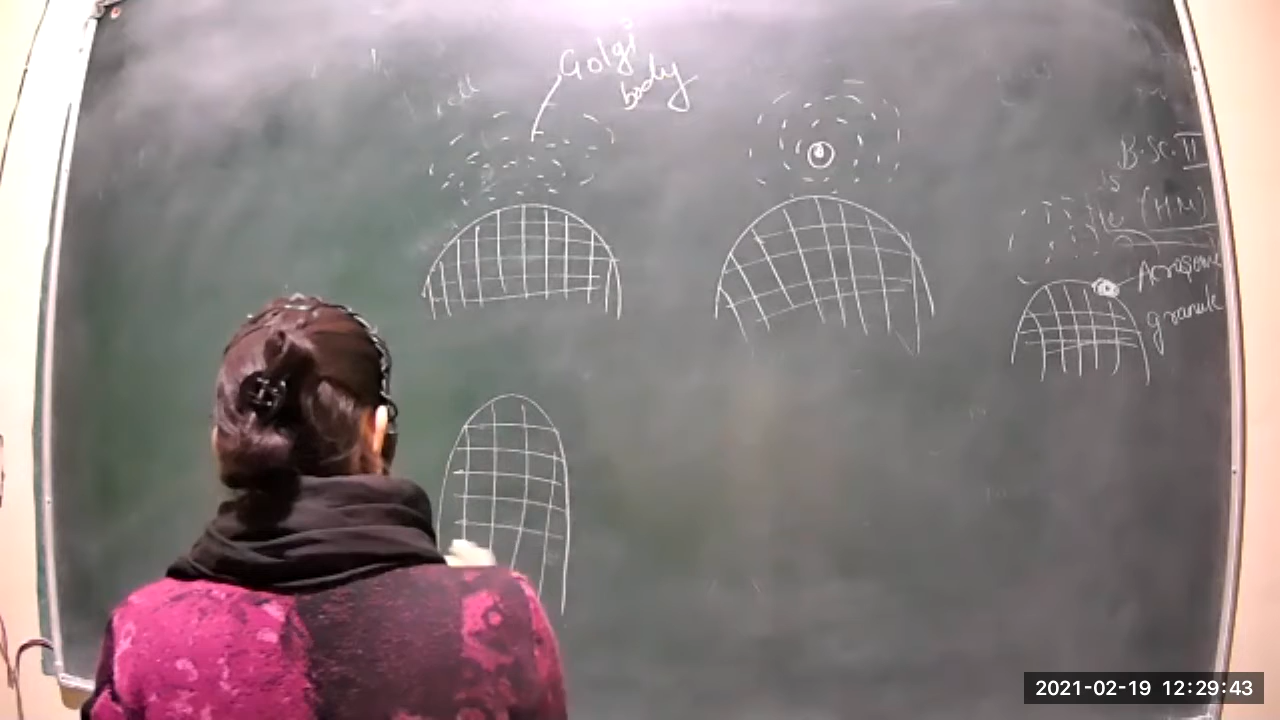 Golgi
body
B.Sc. II
(HM)
Acrosome
granule
2021-02-19 12:29:43